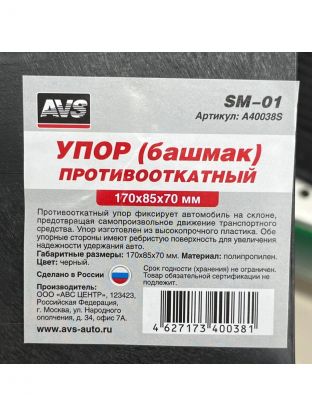 AVS
SM-01
Артикул: A40038S
УПОР (башмак)
ПРОТИВООТКАТНЫЙ
170х85х70 мм
Противооткатный упор фиксирует автомобиль на склоне,
предотвращая самопроизвольное движение транспортного
средства. Упор изготовлен из высокопрочного пластика. Обе
упорные стороны имеют ребристую поверхность для увеличения
надежности удержания авто.
Габаритные размеры: 170х85х70 мм. Материал: полипропилен.
Цвет: черный.
Сделано в России
Производитель:
ООО «АВС ЦЕНТР», 123423,
Российская Федерация,
г. Москва, ул. Народного
ополчения, д. 34, офис 7А.
www.avs-auto.ru
Срок годности (хранения) не ограничен.
Товар обязательной сертификации не
подлежит.
4 627173 400381